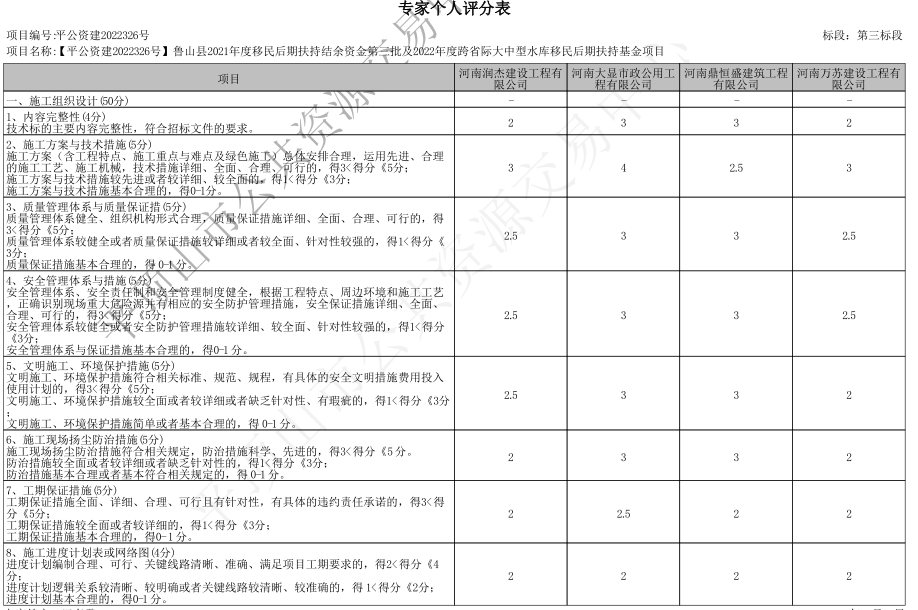 专家个人评分表
项目编号:平公资建2022326号 标段: 第三标段
项目名称:【平公资建2022326号】鲁山县2021年度移民后期扶持结余资金第三批及2022年度跨省际大中型水库移民后期扶持基金项目
项目 河南润杰建设工程有限公司 河南大显市政公用工程有限公司 河南鼎恒盛建筑工程有限公司 河南万苏建设工程有限公司
一、施工组织设计(50分) - - - -
1、内容完整性(4分)
技术标的主要内容完整性,符合招标文件的要求。
2 3 3 2
2、施工方案与技术措施(5分)
施工方案(含工程特点、施工重点与难点及绿色施工)总体安排合理,运用先进、合理
的施工工艺、施工机械,技术措施详细、全面、合理、可行的,得3<得分《5分;
施工方案与技术措施较先进或者较详细、较全面的,得1<得分《3分;
施工方案与技术措施基本合理的,得0-1分。
3 4 2.5 3
3、质量管理体系与质量保证措(5分)
质量管理体系健全、组织机构形式合理,质量保证措施详细、全面、合理、可行的,得
3<得分《5分;
质量管理体系较健全或者质量保证措施较详细或者较全面、针对性较强的,得1<得分《
3分;
质量保证措施基本合理的,得 0-1 分。
2.5 3 3 2.5
4、安全管理体系与措施(5分)
安全管理体系、安全责任制和安全管理制度健全,根据工程特点、周边环境和施工工艺
,正确识别现场重大危险源并有相应的安全防护管理措施,安全保证措施详细、全面、
合理、可行的,得3<得分《5分;
安全管理体系较健全或者安全防护管理措施较详细、较全面、针对性较强的,得1<得分
《3分;
安全管理体系与保证措施基本合理的,得0-1 分。
2.5 3 3 2.5
5、文明施工、环境保护措施(5分)
文明施工、环境保护措施符合相关标准、规范、规程,有具体的安全文明措施费用投入
使用计划的,得3<得分《5分;
文明施工、环境保护措施较全面或者较详细或者缺乏针对性、有瑕疵的,得1<得分《3分
;
文明施工、环境保护措施简单或者基本合理的,得 0-1 分。
2.5 3 3 2
6、施工现场扬尘防治措施(5分)
施工现场扬尘防治措施符合相关规定,防治措施科学、先进的,得3<得分《5 分。
防治措施较全面或者较详细或者缺乏针对性的,得1<得分《3分;
防治措施基本合理或者基本符合相关规定的,得 0-1 分。
2 3 3 2
7、工期保证措施(5分)
工期保证措施全面、详细、合理、可行且有针对性,有具体的违约责任承诺的,得3<得
分《5分;
工期保证措施较全面或者较详细的,得1<得分《3分;
工期保证措施基本合理的,得0-1分。
2 2.5 2 2
8、施工进度计划表或网络图(4分)
进度计划编制合理、可行、关键线路清晰、准确、满足项目工期要求的,得2<得分《4
分;
进度计划逻辑关系较清晰、较明确或者关键线路较清晰、较准确的,得 1<得分《2分;
进度计划基本合理的,得0-1 分。
2 2 2 2
平顶山市公共资源交易中心
平顶山市公共资源交易中心